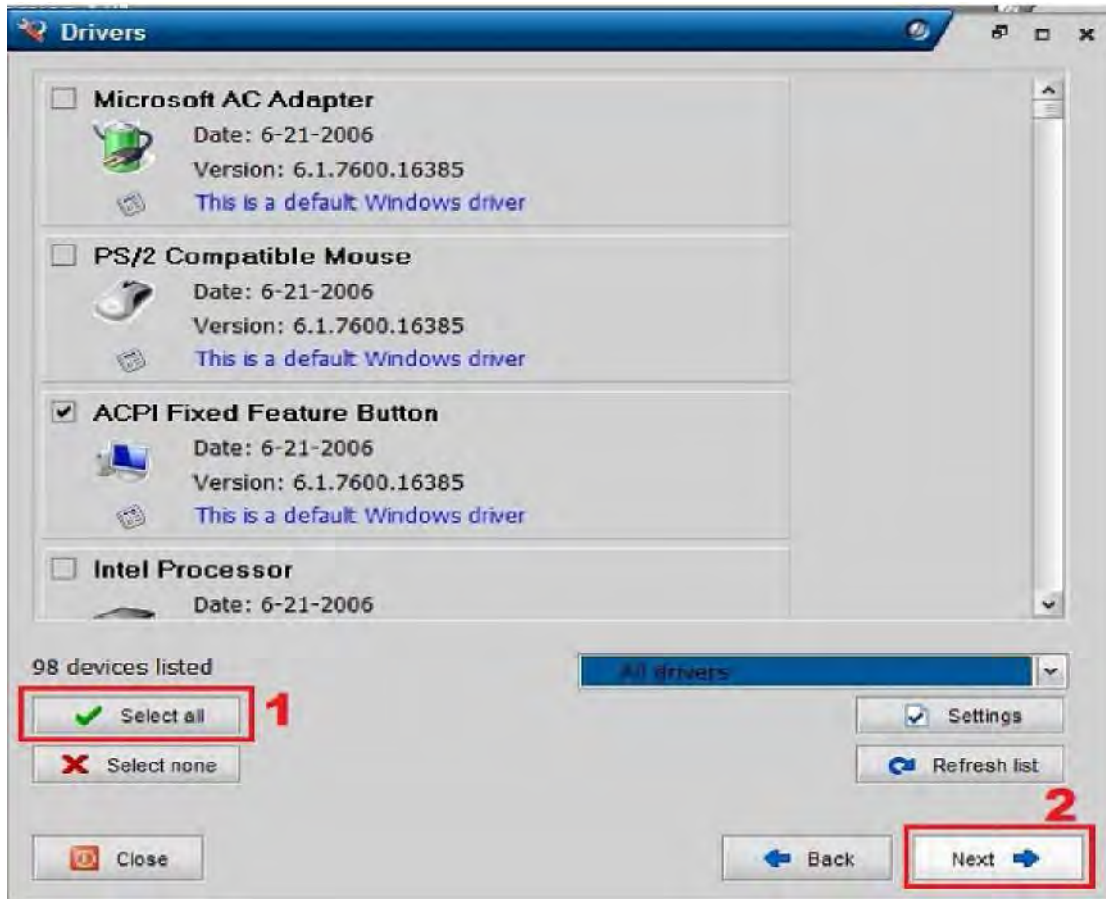 Drivers
Microsoft AC Adapter
Date: 6-21-2006
Version: 6.1.7600.16385
This is a default Windows driver
PS/2 Compatible Mouse
Date: 6-21-2006
Version: 6.1.7600.16385
This is a default Windows driver
ACPI Fixed Feature Button
Date: 6-21-2006
Version: 6.1.7600.16385
This is a default Windows driver
Intel Processor
Date: 6-21-2006
98 devices listed
All drivers
Select all
1
Settings
Select none
Refresh list
2
Close
Back
Next